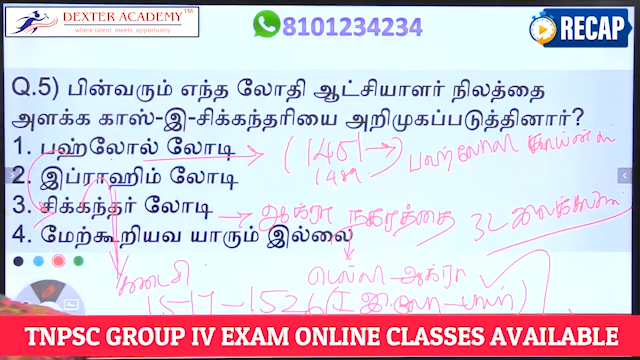 DEXTER ACADEMY™
where talent meets opportunity
8101234234
RECAP
Q.5) பின்வரும் எந்த லோதி ஆட்சியாளர் நிலத்தை
அளக்க காஸ்-இ-சிக்கந்தரியை அறிமுகப்படுத்தினார்?
1. பஹ்லோல் லோடி
(1451 →)
1489
2. இப்ராஹிம் லோடி
3. சிக்கந்தர் லோடி → ஆக்ரா நகரத்தை
4. மேற்கூறியவ யாரும் இல்லை
கடைசி
டெல்லி - ஆக்ரா
1517 - 1526
TNPSC GROUP IV EXAM ONLINE CLASSES AVAILABLE